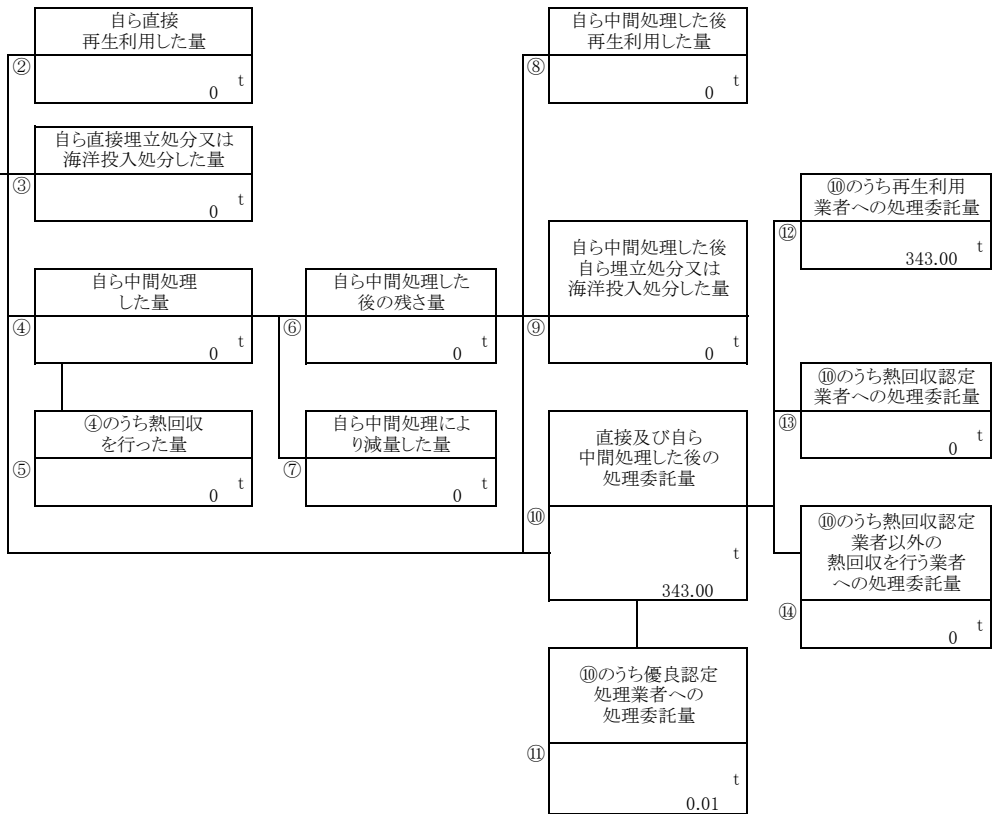 自ら直接
再生利用した量
②
t
0
自ら直接埋立処分又は
海洋投入処分した量
③
t
0
自ら中間処理
した量
④
t
0
④のうち熱回収
を行った量
⑤
t
0
自ら中間処理した
後の残さ量
⑥
t
0
自ら中間処理によ
り減量した量
⑦
t
0
自ら中間処理した後
再生利用した量
⑧
t
0
自ら中間処理した後
自ら埋立処分又は
海洋投入処分した量
⑨
t
0
直接及び自ら
中間処理した後の
処理委託量
⑩
t
343.00
⑩のうち優良認定
処理業者への
処理委託量
⑪
t
0.01
⑩のうち再生利用
業者への処理委託量
⑫
t
343.00
⑩のうち熱回収認定
業者への処理委託量
⑬
t
0
⑩のうち熱回収認定
業者以外の
熱回収を行う業者
への処理委託量
⑭
t
0